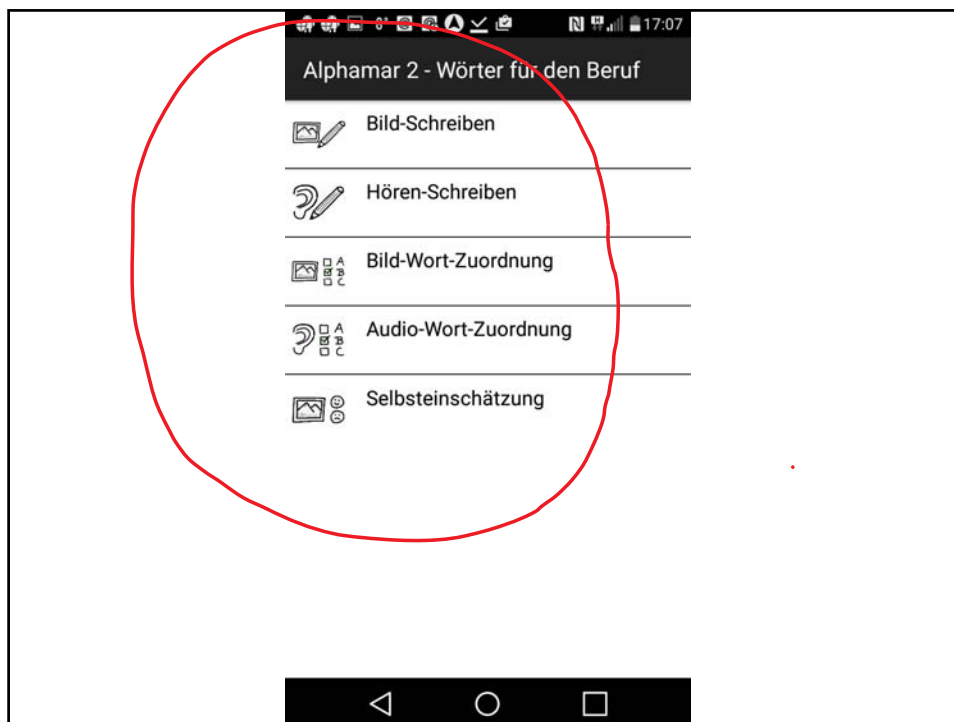 17:07
Alphamar 2 - Wörter für den Beruf
Bild-Schreiben
Hören-Schreiben
A
B
C
Bild-Wort-Zuordnung
A
B
C
Audio-Wort-Zuordnung
Selbsteinschätzung